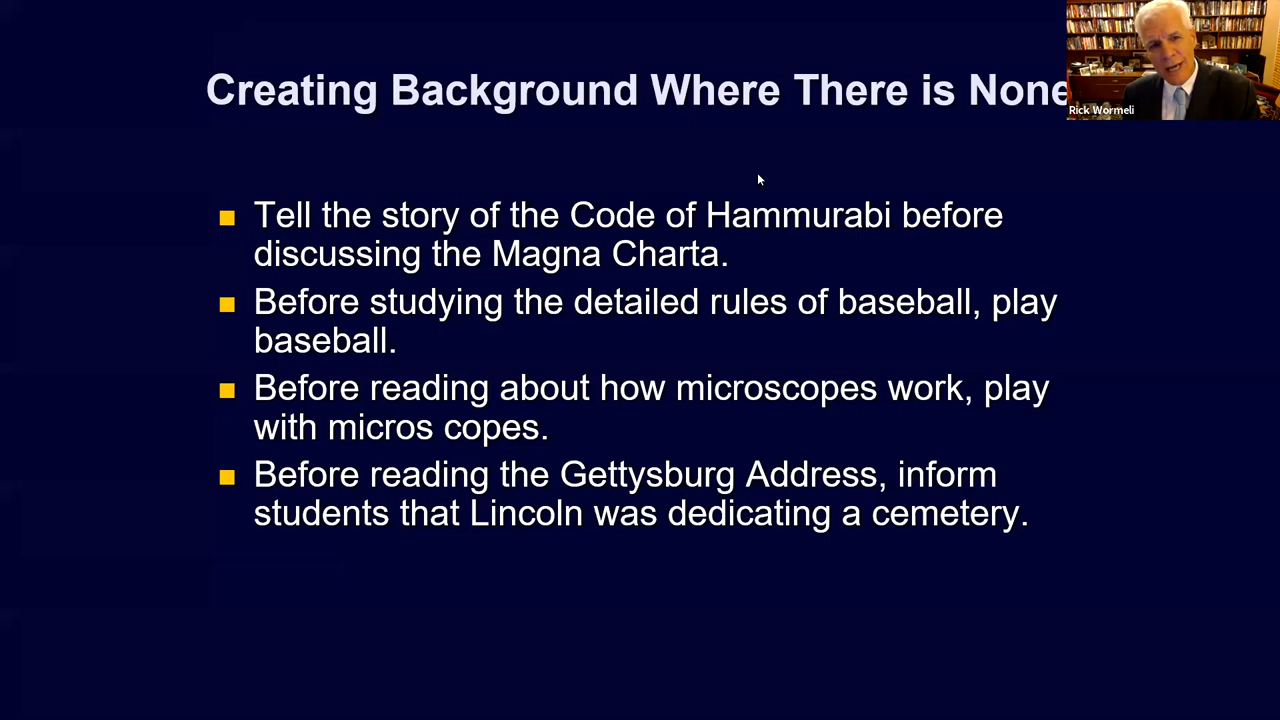 Creating Background Where There is None
Rick Wormeli
Tell the story of the Code of Hammurabi before
discussing the Magna Charta.
Before studying the detailed rules of baseball, play
baseball.
Before reading about how microscopes work, play
with micros copes.
Before reading the Gettysburg Address, inform
students that Lincoln was dedicating a cemetery.